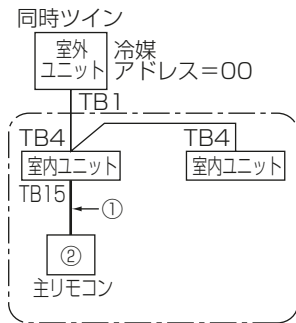 同時ツイン
室外
ユニット
冷媒
アドレス=00
TB1
TB4
TB4
室内ユニット
室内ユニット
TB15
①
②
主リモコン